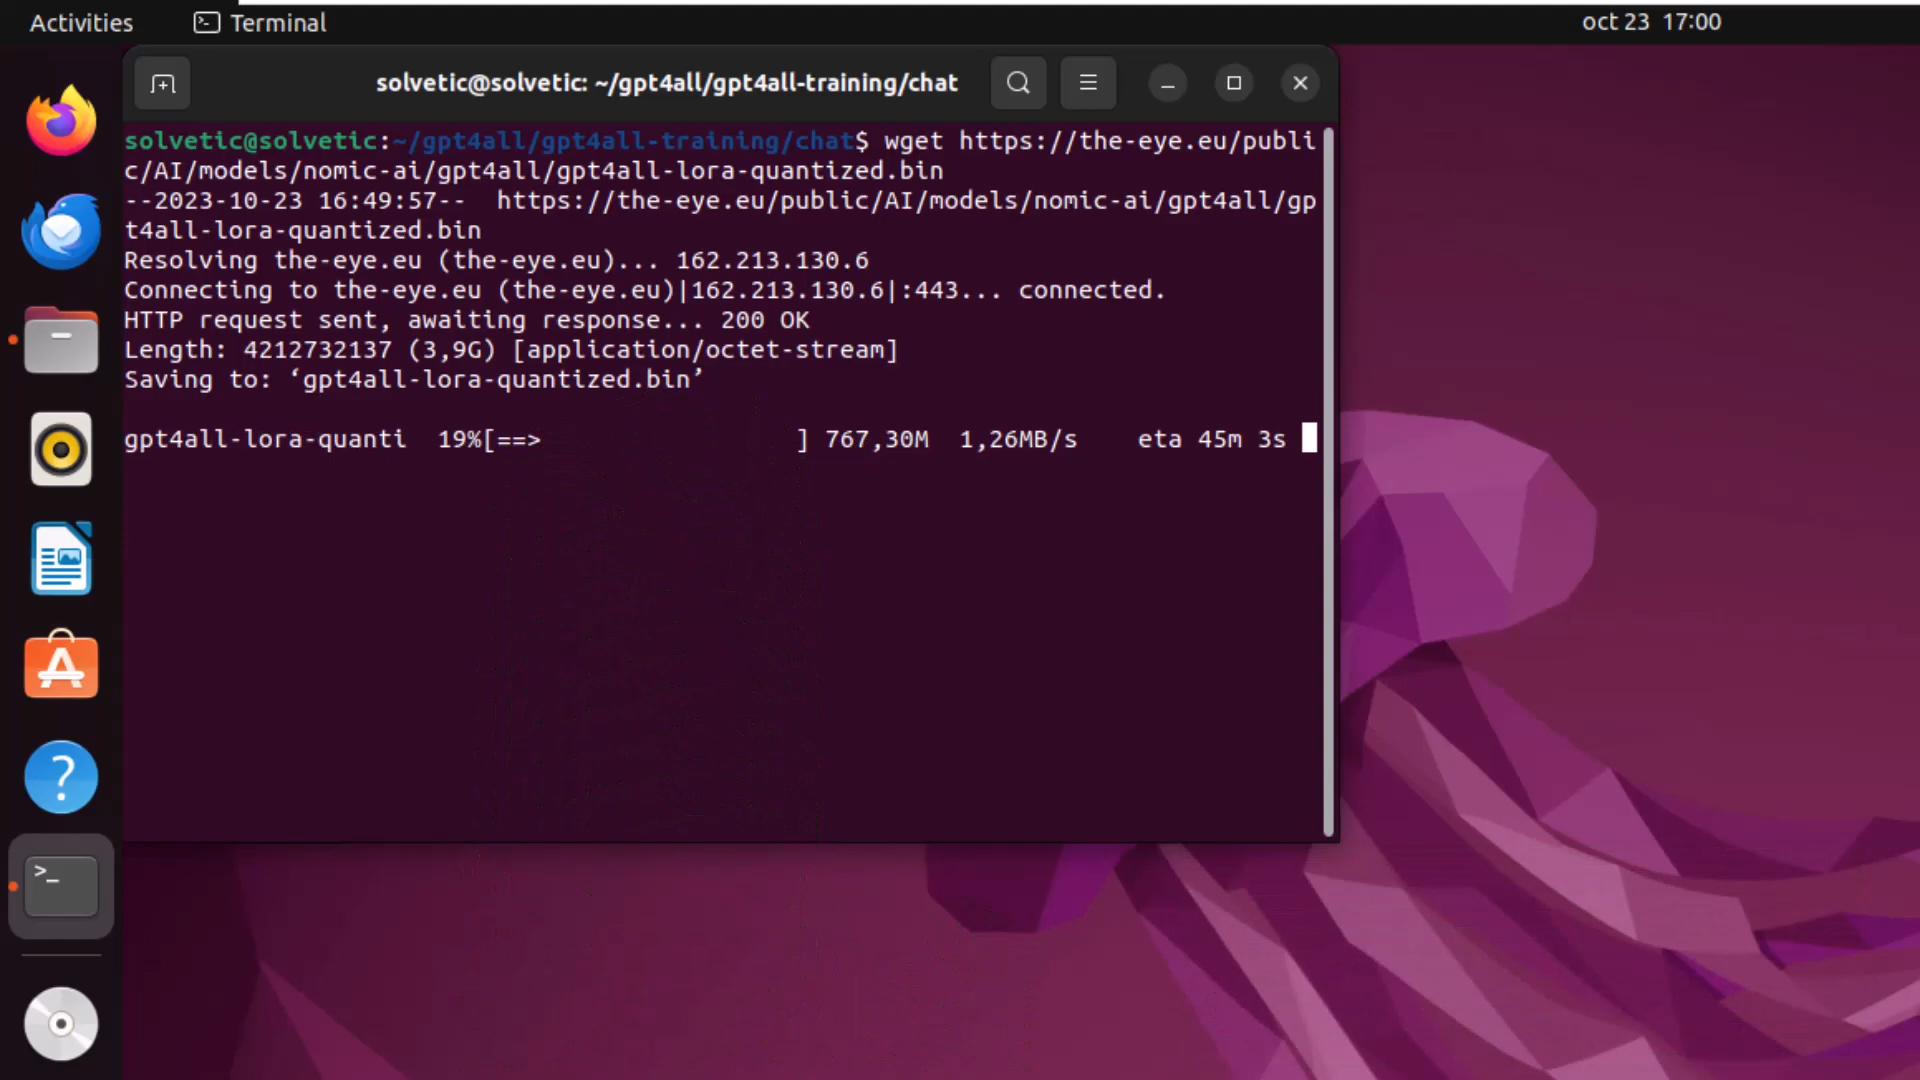 Activities Terminal oct 23 17:00
solvetic@solvetic: ~/gpt4all/gpt4all-training/chat
solvetic@solvetic:~/gpt4all/gpt4all-training/chat$ wget https://the-eye.eu/publi
c/AI/models/nomic-ai/gpt4all/gpt4all-lora-quantized.bin
--2023-10-23 16:49:57--  https://the-eye.eu/public/AI/models/nomic-ai/gpt4all/gp
t4all-lora-quantized.bin
Resolving the-eye.eu (the-eye.eu)... 162.213.130.6
Connecting to the-eye.eu (the-eye.eu)|162.213.130.6|:443... connected.
HTTP request sent, awaiting response... 200 OK
Length: 4212732137 (3,9G) [application/octet-stream]
Saving to: ‘gpt4all-lora-quantized.bin’
gpt4all-lora-quanti  19%[==>                 ] 767,30M  1,26MB/s    eta 45m 3s